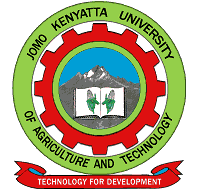 JOMO KENYATTA UNIVERSITY
OF AGRICULTURE AND TECHNOLOGY
TECHNOLOGY FOR DEVELOPMENT